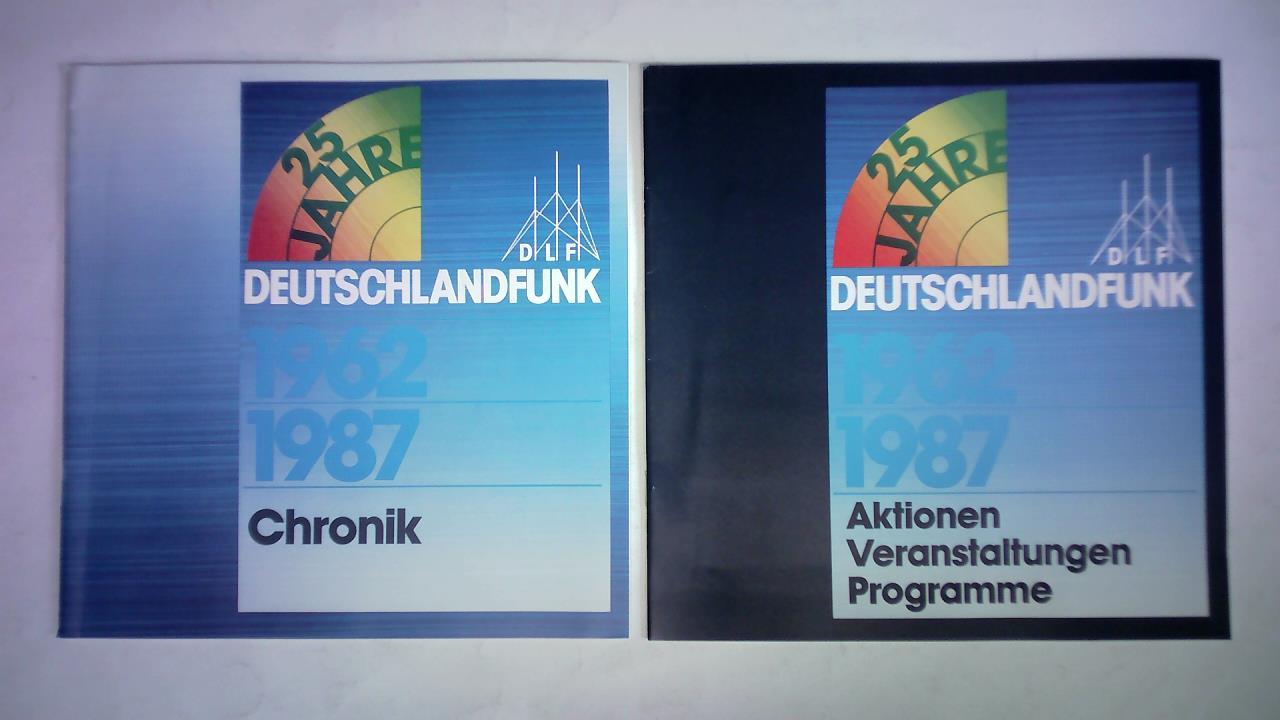 25
JAHRE
DLF
DEUTSCHLANDFUNK
1962
1987
Chronik
25
JAHRE
DLF
DEUTSCHLANDFUNK
1962
1987
Aktionen
Veranstaltungen
Programme